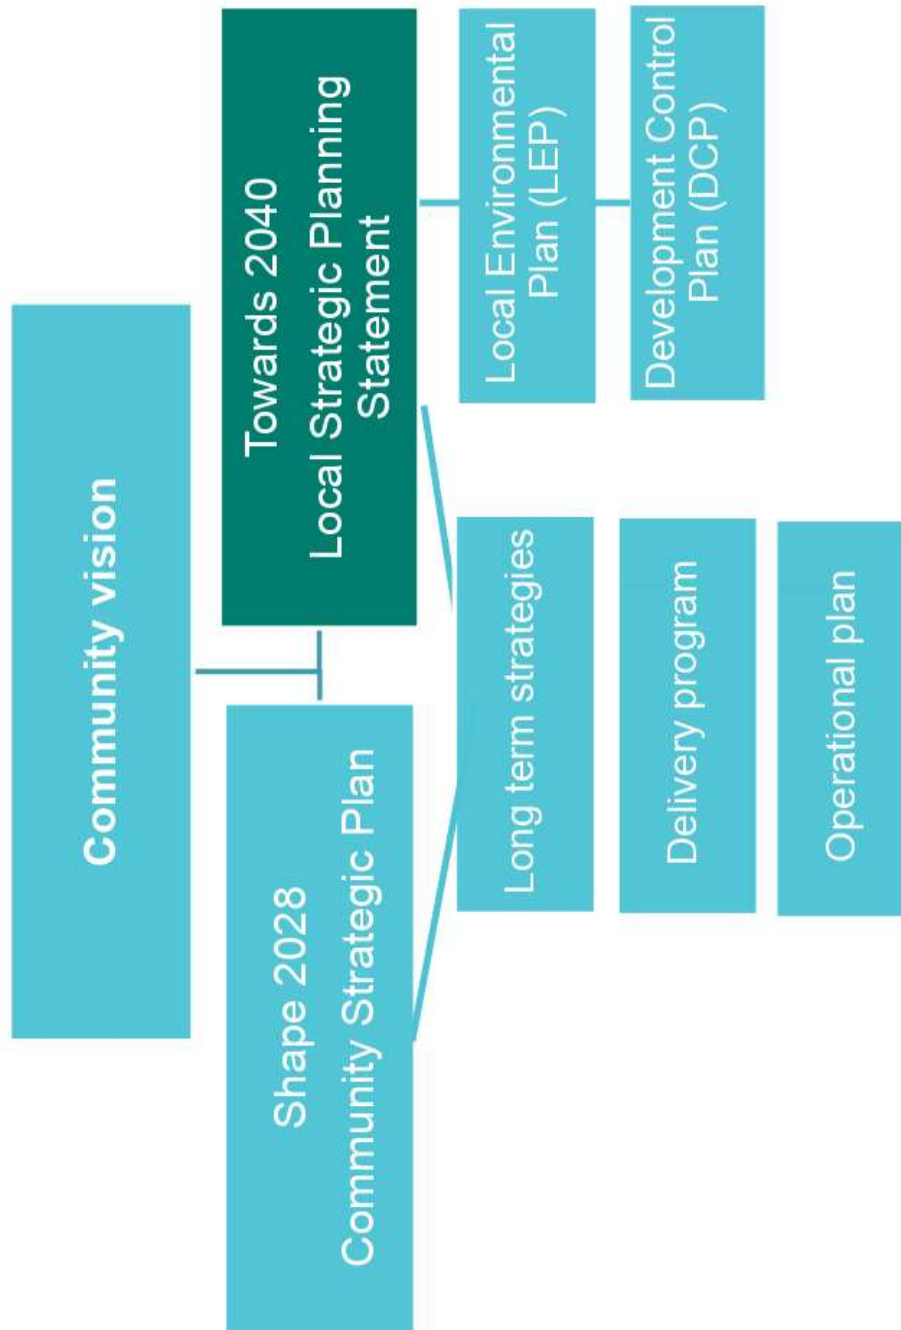 Community vision
Shape 2028
Community Strategic Plan
Towards 2040
Local Strategic Planning
Statement
Long term strategies
Delivery program
Operational plan
Local Environmental
Plan (LEP)
Development Control
Plan (DCP)